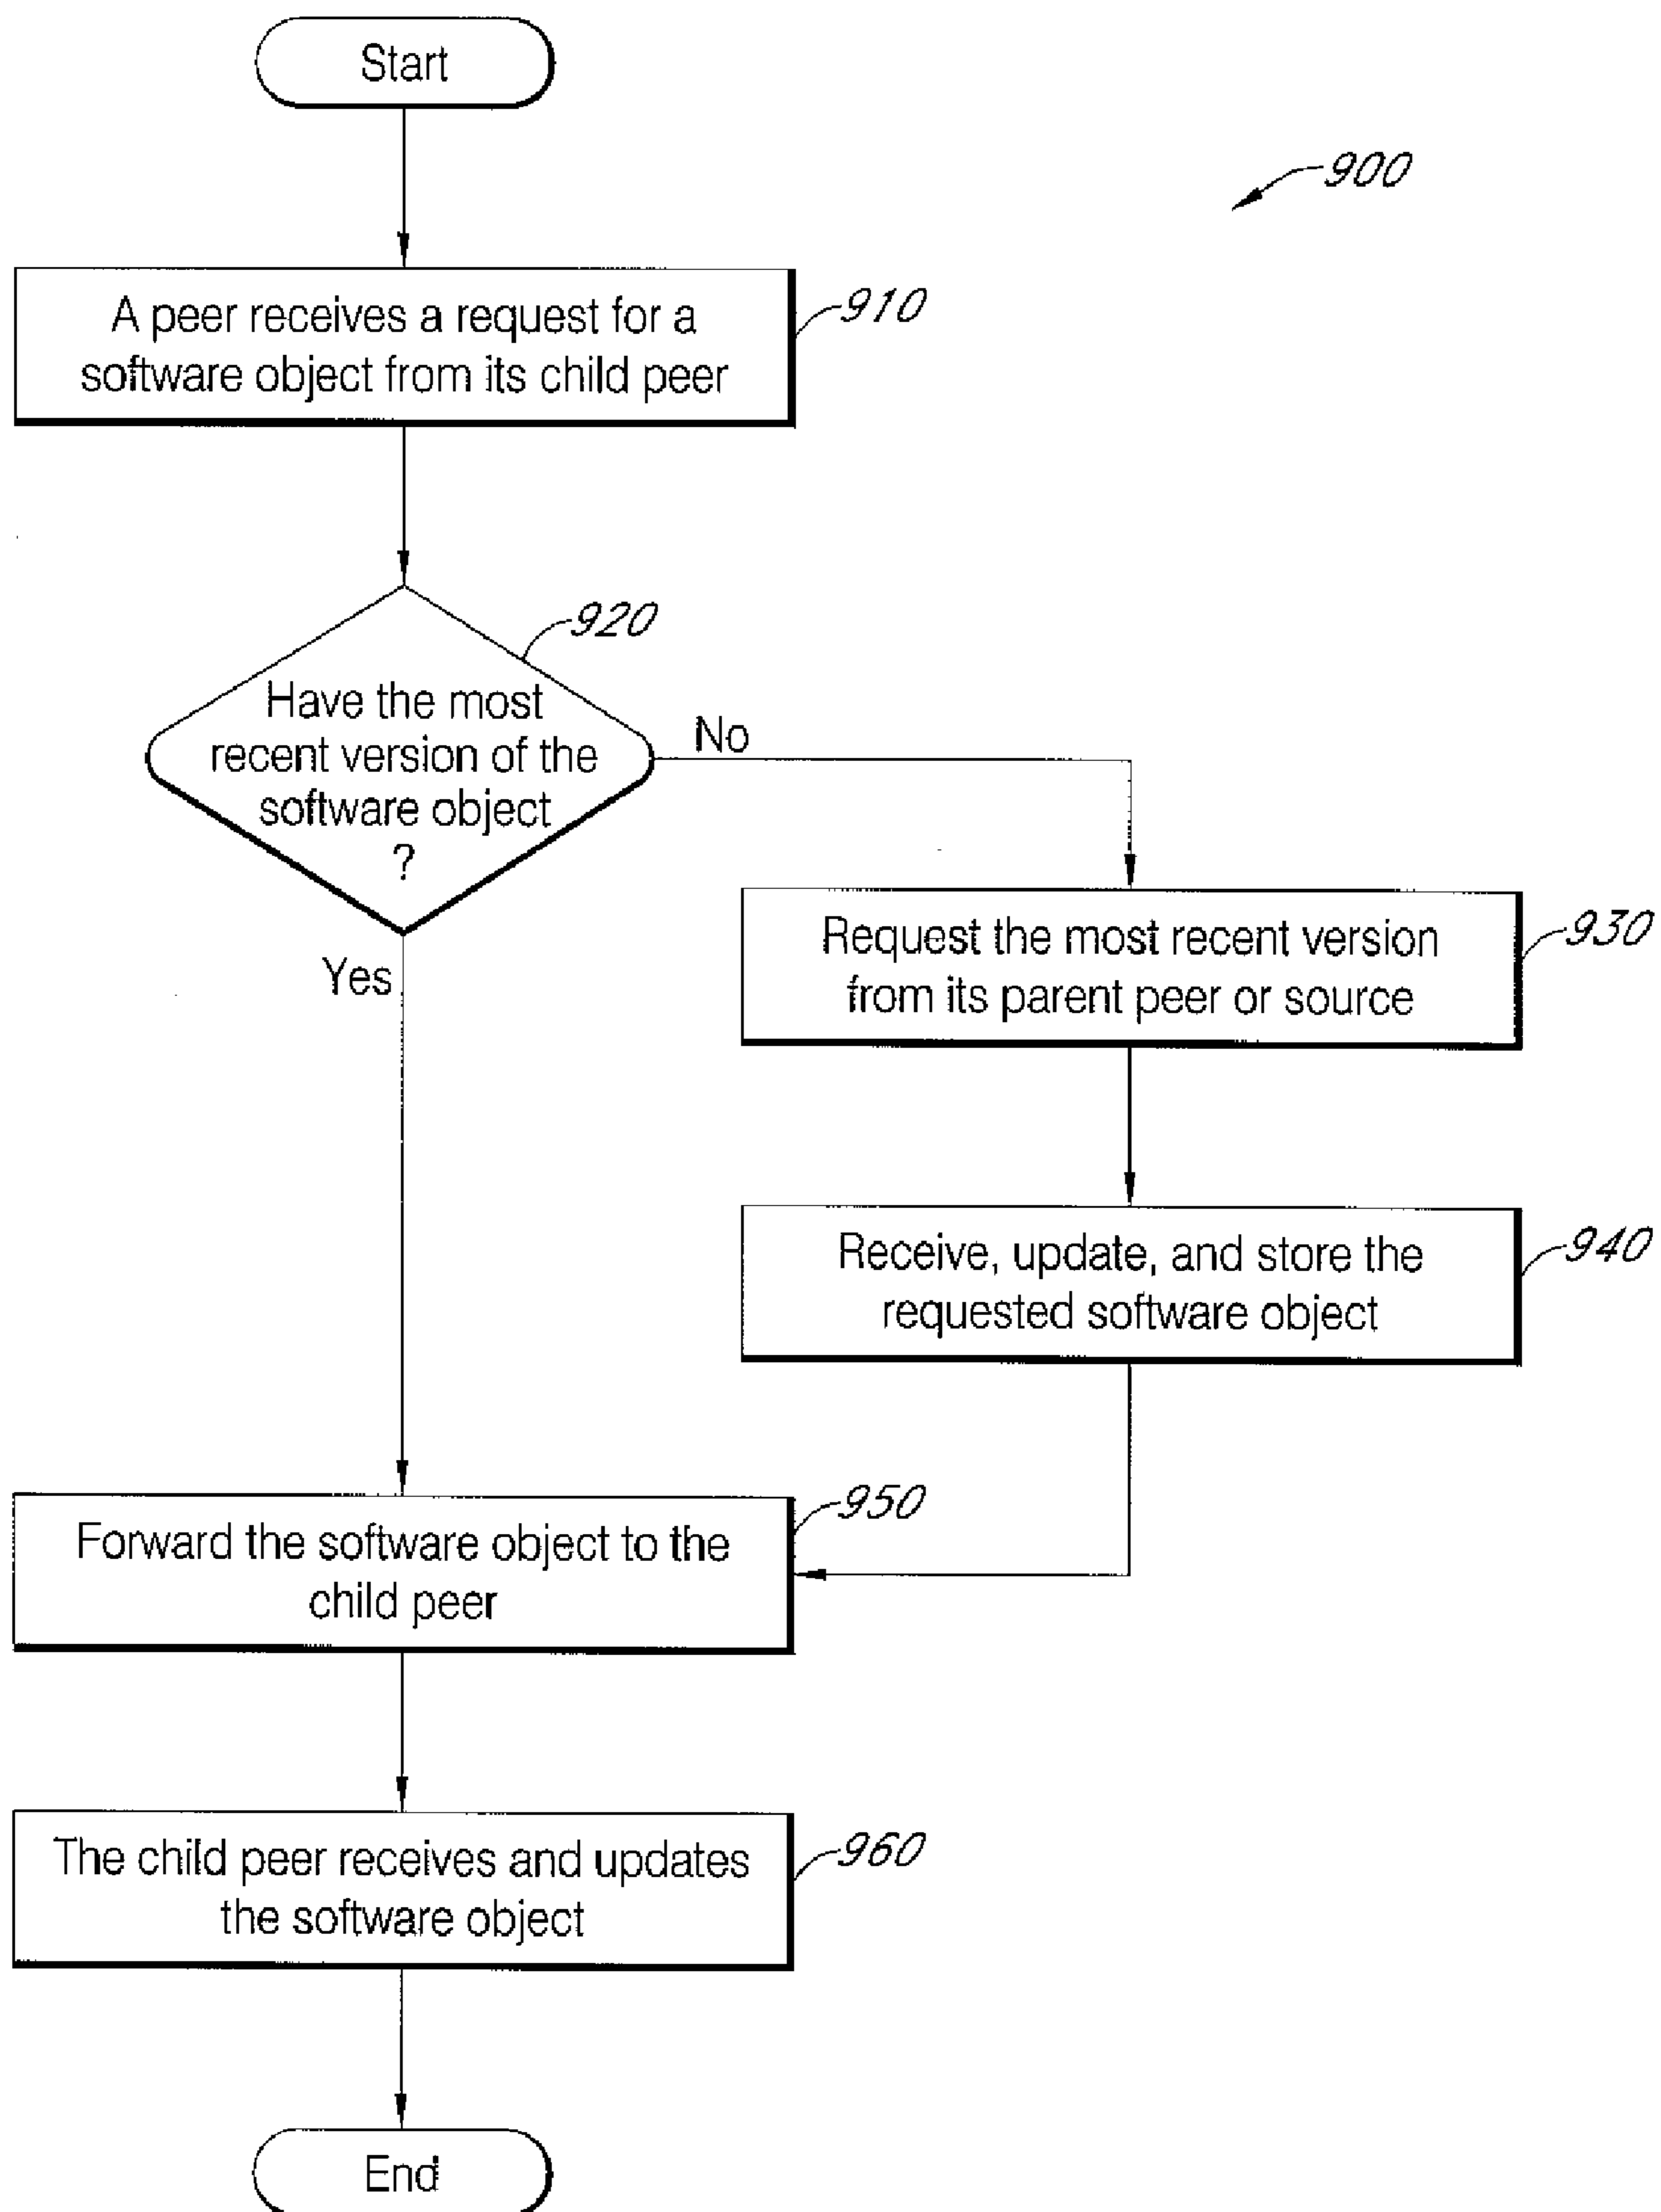 Start
900
A peer receives a request for a
software object from its child peer
910
920
Have the most
recent version of the
software object
?
No
Yes
Request the most recent version
from its parent peer or source
930
Receive, update, and store the
requested software object
940
Forward the software object to the
child peer
950
The child peer receives and updates
the software object
960
End